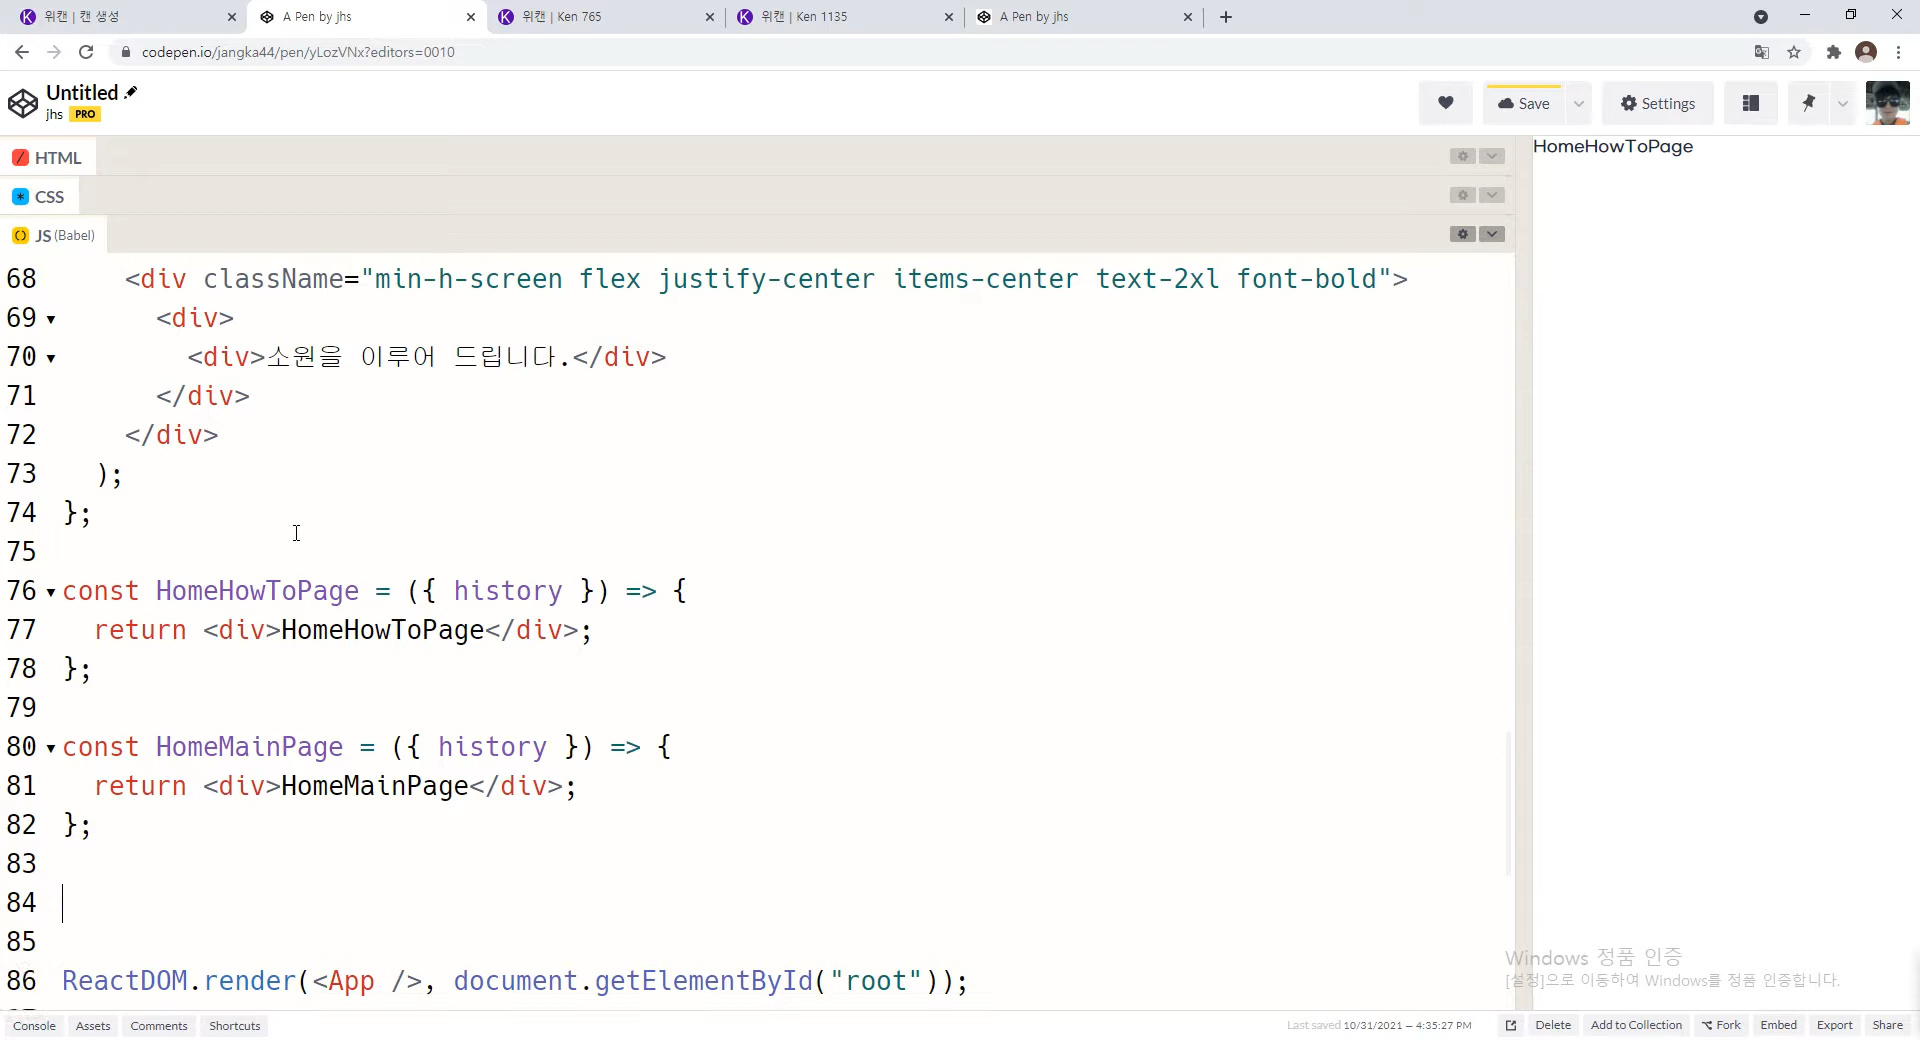 위캔 | 캔 생성
A Pen by jhs
위캔 | Ken 765
위캔 | Ken 1135
A Pen by jhs
codepen.io/jangka44/pen/yLozVNx?editors=0010
Untitled
jhs PRO
Save
Settings
HTML
CSS
JS (Babel)
HomeHowToPage
68 <div className="min-h-screen flex justify-center items-center text-2xl font-bold">
69 <div>
70 <div>소원을 이루어 드립니다.</div>
71 </div>
72 </div>
73 );
74 };
75
76 const HomeHowToPage = ({ history }) => {
77 return <div>HomeHowToPage</div>;
78 };
79
80 const HomeMainPage = ({ history }) => {
81 return <div>HomeMainPage</div>;
82 };
83
84
85
86 ReactDOM.render(<App />, document.getElementById("root"));
Windows 정품 인증
[설정]으로 이동하여 Windows를 정품 인증합니다.
Console Assets Comments Shortcuts
Last saved 10/31/2021 — 4:35:27 PM
Delete Add to Collection Fork Embed Export Share